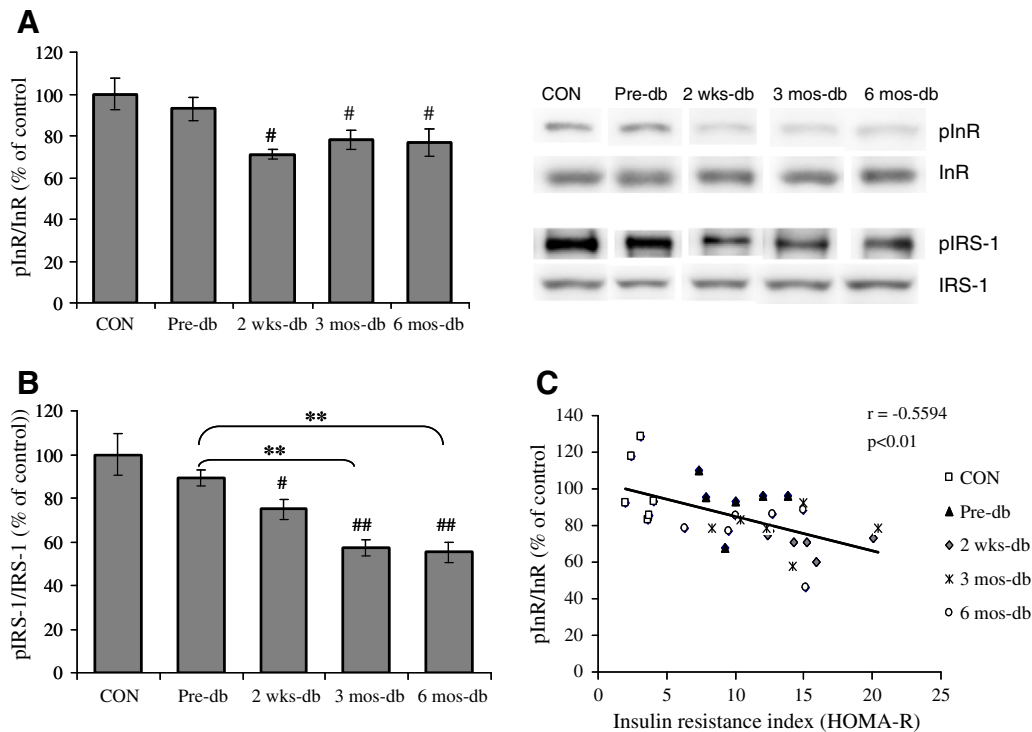 A
pInR/InR (% of control
120
100
80
60
40
20
0
#
#
#
CON
Pre-db
2 wks-db
3 mos-db
6 mos-db
CON
Pre-db
2 wks-db
3 mos-db
6 mos-db
pInR
InR
pIRS-1
IRS-1
B
pIRS-1/IRS-1 (% of control))
120
100
80
60
40
20
0
**
**
#
##
##
CON
Pre-db
2 wks-db
3 mos-db
6 mos-db
C
pInR/InR (% of control
140
120
100
80
60
40
20
0
0
5
10
15
20
25
Insulin resistance index (HOMA-R)
r = -0.5594
p<0.01
CON
Pre-db
2 wks-db
3 mos-db
6 mos-db